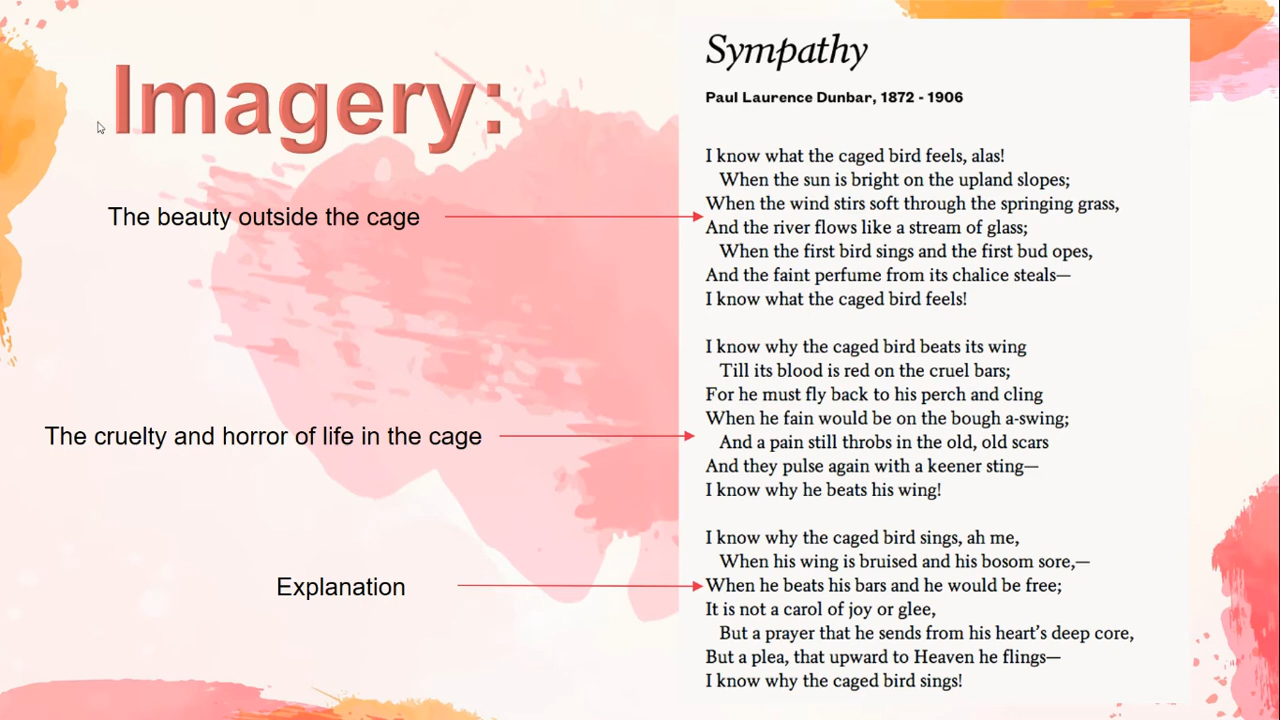 Imagery:
The beauty outside the cage
The cruelty and horror of life in the cage
Explanation
Sympathy
Paul Laurence Dunbar, 1872 - 1906
I know what the caged bird feels, alas!
When the sun is bright on the upland slopes;
When the wind stirs soft through the springing grass,
And the river flows like a stream of glass;
When the first bird sings and the first bud opes,
And the faint perfume from its chalice steals—
I know what the caged bird feels!
I know why the caged bird beats its wing
Till its blood is red on the cruel bars;
For he must fly back to his perch and cling
When he fain would be on the bough a-swing;
And a pain still throbs in the old, old scars
And they pulse again with a keener sting—
I know why he beats his wing!
I know why the caged bird sings, ah me,
When his wing is bruised and his bosom sore,—
When he beats his bars and he would be free;
It is not a carol of joy or glee,
But a prayer that he sends from his heart's deep core,
But a plea, that upward to Heaven he flings—
I know why the caged bird sings!